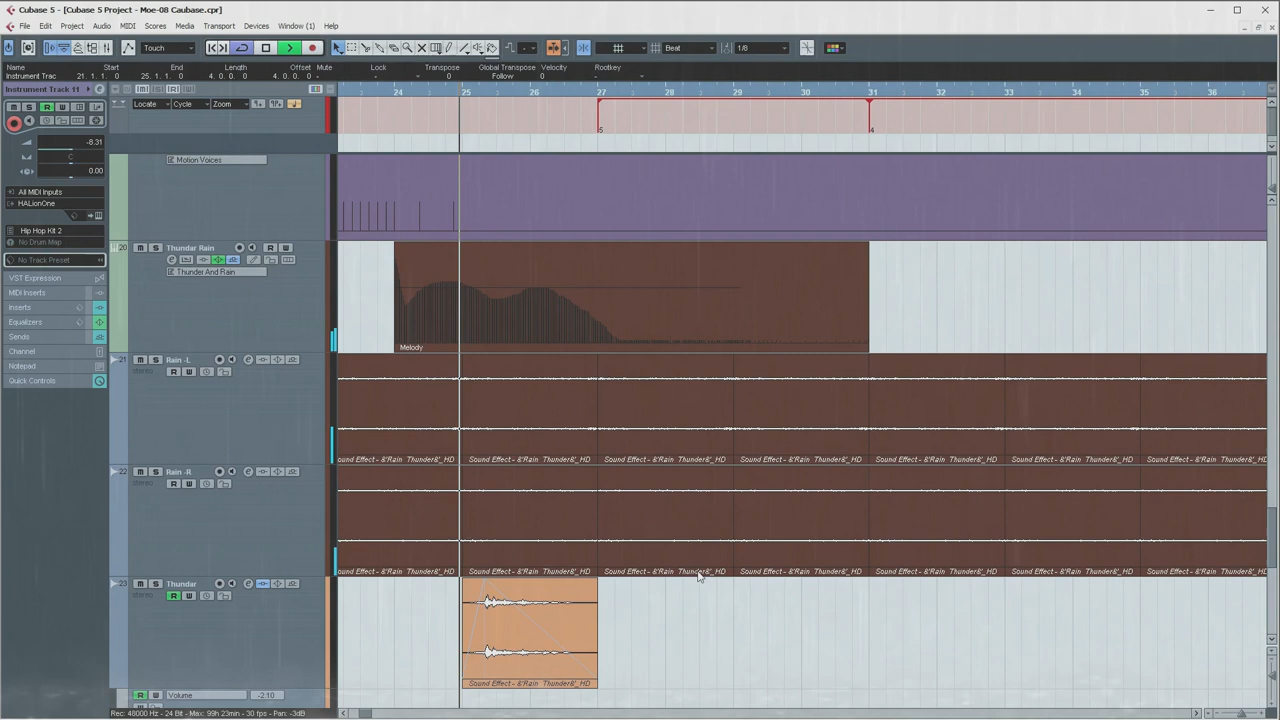 Cubase 5 - [Cubase 5 Project - Moe-08 Caubase.cpr]
File Edit Project Audio MIDI Scores Media Transport Devices Window (1) Help
Touch Beat 1/8
Name Start End Length Offset Mute Lock Transpose Global Transpose Velocity Rootkey
Instrument Trac 21. 1. 1. 0 25. 1. 1. 0 4. 0. 0. 0 4. 0. 0. 0 - 0 Follow 0 -
Instrument Track 11
24 25 26 27 28 29 30 31 32 33 34 35 36
Locate Cycle Zoom
5 4
-8.31
C
0.00
All MIDI Inputs
HALionOne
Hip Hop Kit 2
No Drum Map
No Track Preset
VST Expression
MIDI Inserts
Inserts
Equalizers
Sends
Channel
Notepad
Quick Controls
Motion Voices
20 m S Thundar Rain R W
Thunder And Rain
Melody
21 m S Rain -L
stereo R W
ound Effect - &'Rain Thunder&'_HD Sound Effect - &'Rain Thunder&'_HD Sound Effect - &'Rain Thunder&'_HD Sound Effect - &'Rain Thunder&'_HD Sound Effect - &'Rain Thunder&'_HD Sound Effect - &'Rain Thunder&'_HD Sound Effect - &'Rain Thunder&'_HD
22 m S Rain -R
stereo R W
ound Effect - &'Rain Thunder&'_HD Sound Effect - &'Rain Thunder&'_HD Sound Effect - &'Rain Thunder&'_HD Sound Effect - &'Rain Thunder&'_HD Sound Effect - &'Rain Thunder&'_HD Sound Effect - &'Rain Thunder&'_HD Sound Effect - &'Rain Thunder&'_HD
23 m S Thundar
stereo R W
Sound Effect - &'Rain Thunder&'_HD
R W Volume -2.10
Rec: 48000 Hz - 24 Bit - Max: 99h 23min - 30 fps - Pan: -3dB